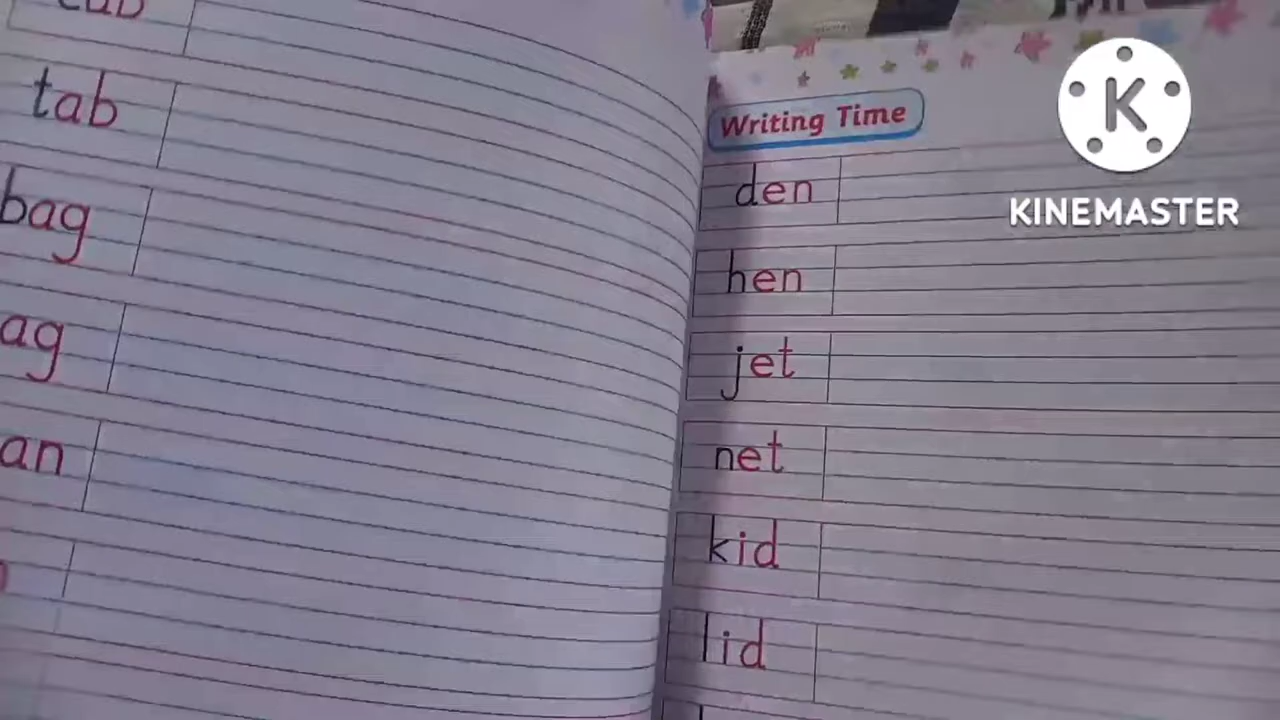 tab
bag
ag
an
Writing Time
den
hen
jet
net
kid
lid
K
KINEMASTER